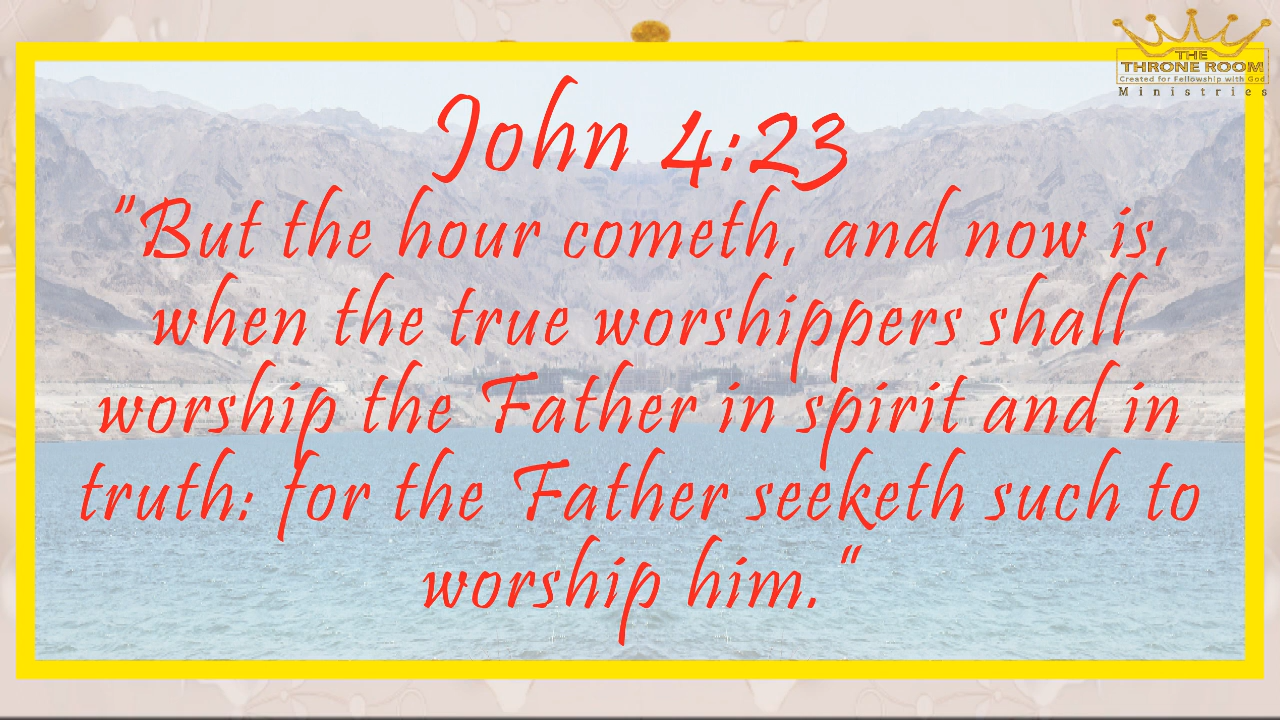 THE
THRONE ROOM
Created for Fellowship with God
Ministries
John 4:23
"But the hour cometh, and now is,
when the true worshippers shall
worship the Father in spirit and in
truth: for the Father seeketh such to
worship him."